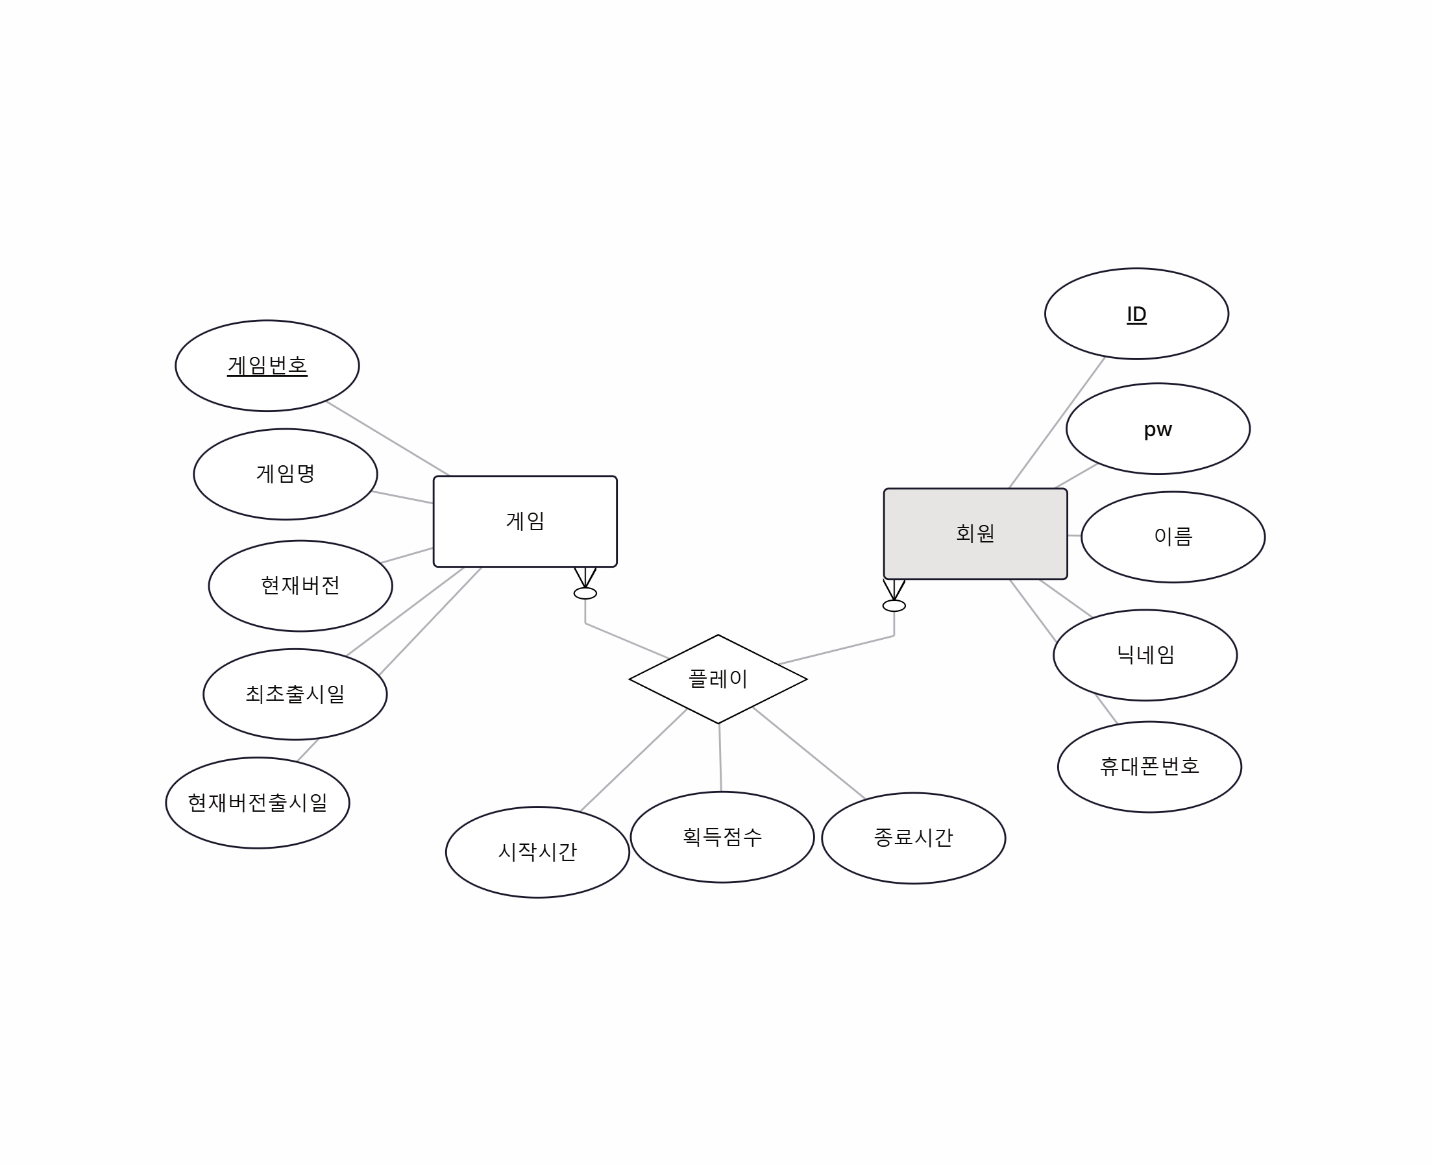 게임번호
게임명
현재버전
최초출시일
현재버전출시일
게임
플레이
시작시간
획득점수
종료시간
회원
ID
pw
이름
닉네임
휴대폰번호